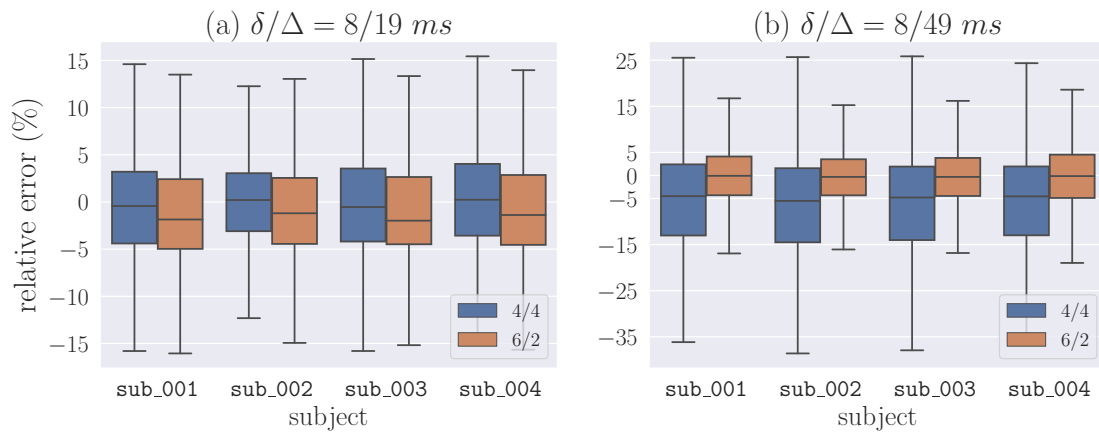 (a) δ/Δ = 8/19 ms
relative error (%)
15
10
5
0
−5
−10
−15
4/4
6/2
sub_001 sub_002 sub_003 sub_004
subject
(b) δ/Δ = 8/49 ms
25
15
5
0
−5
−15
−25
−35
4/4
6/2
sub_001 sub_002 sub_003 sub_004
subject